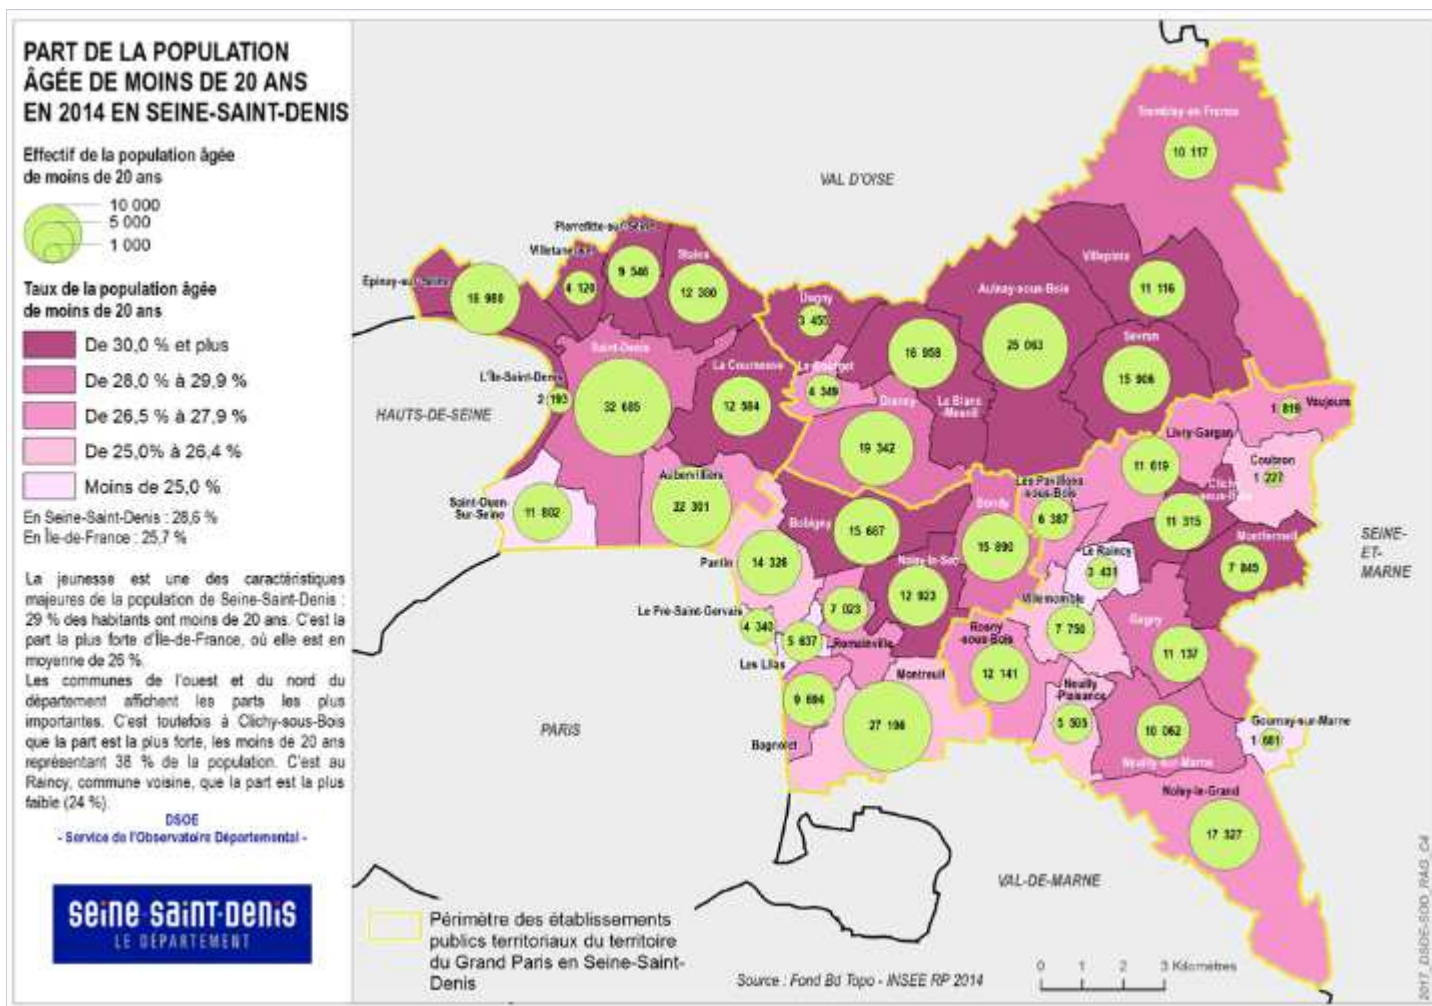 PART DE LA POPULATION
ÂGÉE DE MOINS DE 20 ANS
EN 2014 EN SEINE-SAINT-DENIS
Effectif de la population âgée
de moins de 20 ans
10 000
5 000
1 000
Taux de la population âgée
de moins de 20 ans
De 30,0 % et plus
De 28,0 % à 29,9 %
De 26,5 % à 27,9 %
De 25,0% à 26,4 %
Moins de 25,0 %
En Seine-Saint-Denis : 28,6 %
En Île-de-France : 25,7 %
La jeunesse est une des caractéristiques
majeures de la population de Seine-Saint-Denis :
29 % des habitants ont moins de 20 ans. C'est la
part la plus forte d'Île-de-France, où elle est en
moyenne de 26 %.
Les communes de l'ouest et du nord du
département affichent les parts les plus
importantes. C'est toutefois à Clichy-sous-Bois
que la part est la plus forte, les moins de 20 ans
représentant 38 % de la population. C'est au
Raincy, commune voisine, que la part est la plus
faible (24 %).
DSOE
- Service de l'Observatoire Départemental -
seine-saint-denis
LE DÉPARTEMENT
VAL D'OISE
HAUTS-DE-SEINE
PARIS
VAL-DE-MARNE
SEINE-
ET-
MARNE
Tremblay-en-France
10 117
Pierrefitte-sur-Seine
Villetaneuse
4 120
Stains
12 380
Epinay-sur-Seine
Dugny
Aulnay-sous-Bois
25 063
Villepinte
11 116
Sevran
15 906
16 958
Le Blanc
-Mesnil
Le Bourget
4 349
Drancy
19 342
L'Île-Saint-Denis
2 193
Saint-Denis
32 685
La Courneuve
12 584
Saint-Ouen
Sur-Seine
11 802
Aubervilliers
22 301
Vaujours
1 819
Coubron
1 227
Livry-Gargan
11 619
Clichy
-sous-Bois
11 315
Montfermeil
7 845
Les Pavillons
-sous-Bois
6 387
Bondy
15 890
Bobigny
15 667
Pantin
14 326
Noisy-le-Sec
12 923
Le Raincy
3 431
Villemomble
7 750
Gagny
11 137
Le Pré-Saint-Gervais
4 340
Les Lilas
5 637
7 023
Romainville
Rosny
-sous-Bois
12 141
Neuilly
-Plaisance
5 505
Montreuil
27 196
Bagnolet
9 694
Neuilly-sur-Marne
10 062
Gournay-sur-Marne
1 681
Noisy-le-Grand
17 327
Périmètre des établissements
publics territoriaux du territoire
du Grand Paris en Seine-Saint-
Denis
Source : Fond Bd Topo - INSEE RP 2014
0 1 2 3 Kilomètres